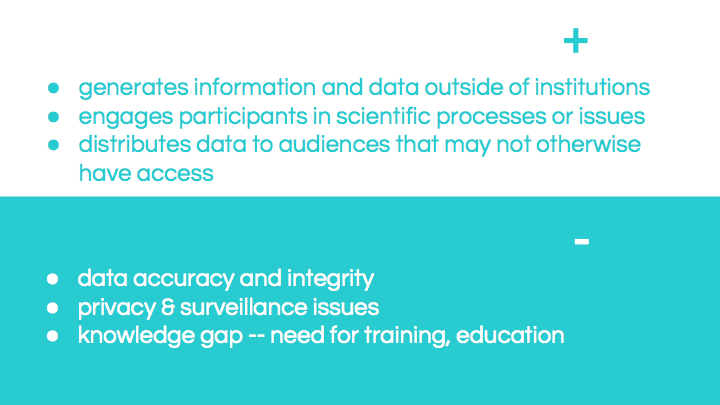 +
● generates information and data outside of institutions
● engages participants in scientific processes or issues
● distributes data to audiences that may not otherwise
have access
-
● data accuracy and integrity
● privacy & surveillance issues
● knowledge gap -- need for training, education